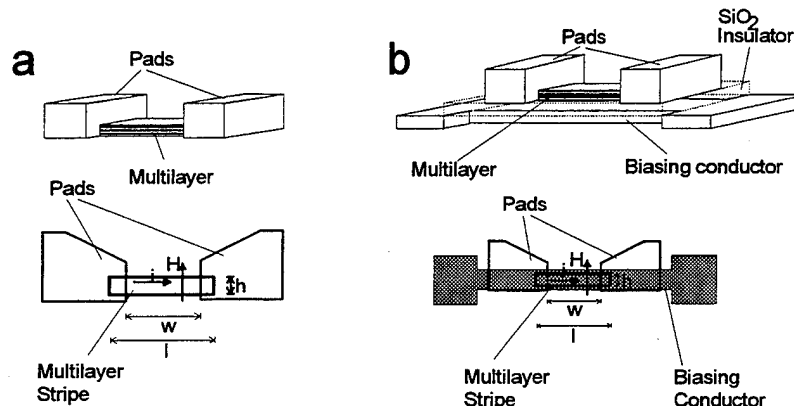 a
Pads
Multilayer
Pads
H
i
h
w
l
Multilayer
Stripe
b
Pads
SiO2
Insulator
Multilayer
Biasing conductor
Pads
H
i
h
w
l
Multilayer
Stripe
Biasing
Conductor